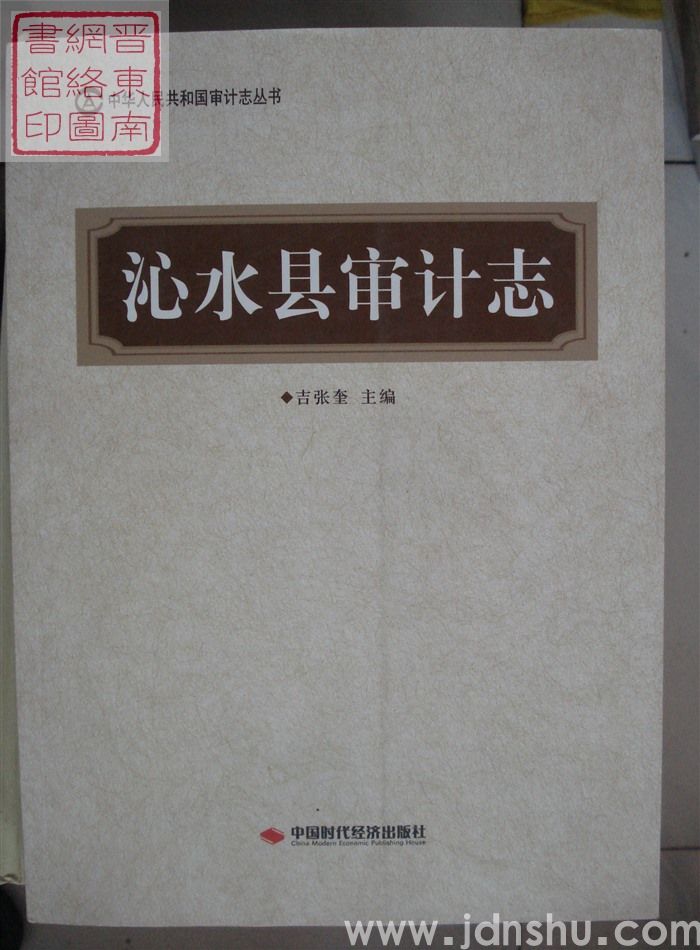 晋东南
網络圖
書館印
中华人民共和国审计志丛书
沁水县审计志
◆吉张奎 主编
中国时代经济出版社
China Modern Economic Publishing House
www.jdnshu.com